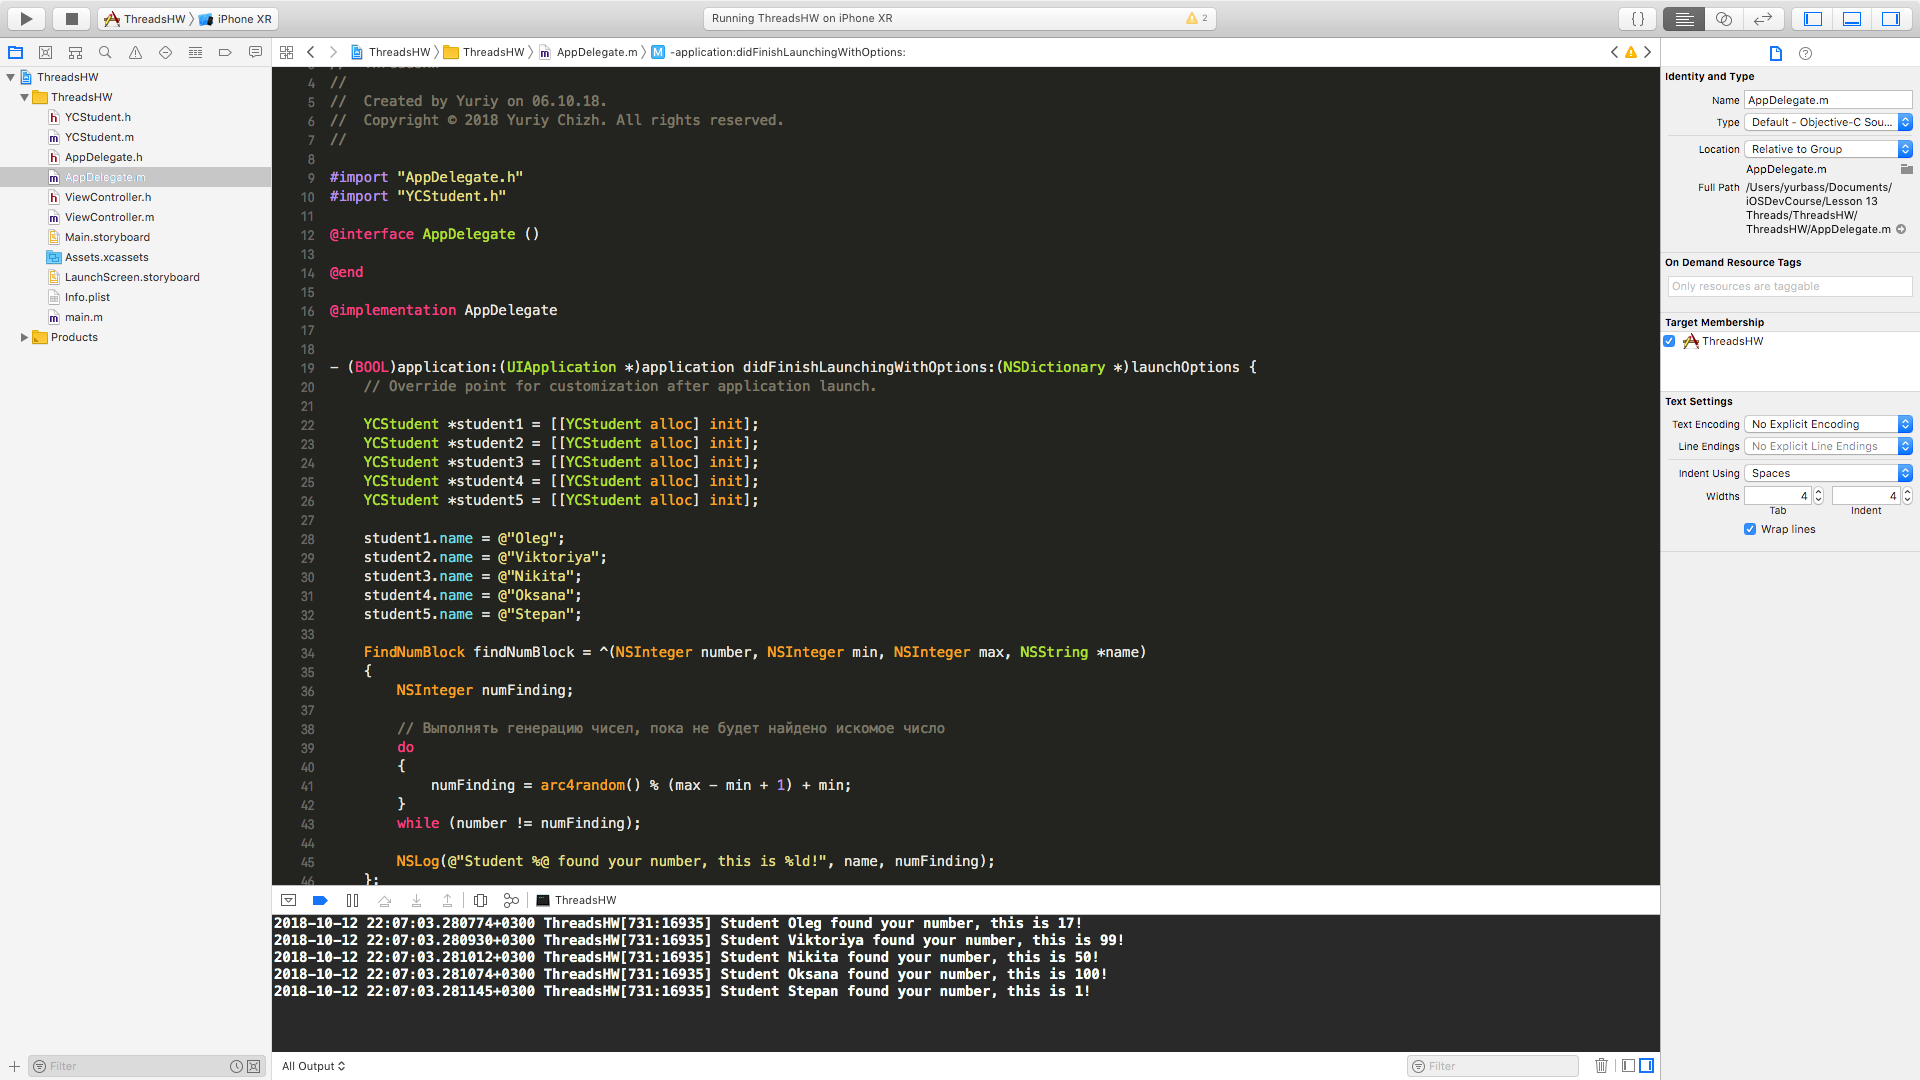 ThreadsHW iPhone XR
Running ThreadsHW on iPhone XR
2
{}
ThreadsHW ThreadsHW AppDelegate.m M -application:didFinishLaunchingWithOptions:
ThreadsHW
ThreadsHW
YCStudent.h
YCStudent.m
AppDelegate.h
AppDelegate.m
ViewController.h
ViewController.m
Main.storyboard
Assets.xcassets
LaunchScreen.storyboard
Info.plist
main.m
Products
Filter
4 //
5 //  Created by Yuriy on 06.10.18.
6 //  Copyright © 2018 Yuriy Chizh. All rights reserved.
7 //
8
9 #import "AppDelegate.h"
10 #import "YCStudent.h"
11
12 @interface AppDelegate ()
13
14 @end
15
16 @implementation AppDelegate
17
18
19 - (BOOL)application:(UIApplication *)application didFinishLaunchingWithOptions:(NSDictionary *)launchOptions {
20     // Override point for customization after application launch.
21
22     YCStudent *student1 = [[YCStudent alloc] init];
23     YCStudent *student2 = [[YCStudent alloc] init];
24     YCStudent *student3 = [[YCStudent alloc] init];
25     YCStudent *student4 = [[YCStudent alloc] init];
26     YCStudent *student5 = [[YCStudent alloc] init];
27
28     student1.name = @"Oleg";
29     student2.name = @"Viktoriya";
30     student3.name = @"Nikita";
31     student4.name = @"Oksana";
32     student5.name = @"Stepan";
33
34     FindNumBlock findNumBlock = ^(NSInteger number, NSInteger min, NSInteger max, NSString *name)
35     {
36         NSInteger numFinding;
37
38         // Выполнять генерацию чисел, пока не будет найдено искомое число
39         do
40         {
41             numFinding = arc4random() % (max - min + 1) + min;
42         }
43         while (number != numFinding);
44
45         NSLog(@"Student %@ found your number, this is %ld!", name, numFinding);
46     };
ThreadsHW
2018-10-12 22:07:03.280774+0300 ThreadsHW[731:16935] Student Oleg found your number, this is 17!
2018-10-12 22:07:03.280930+0300 ThreadsHW[731:16935] Student Viktoriya found your number, this is 99!
2018-10-12 22:07:03.281012+0300 ThreadsHW[731:16935] Student Nikita found your number, this is 50!
2018-10-12 22:07:03.281074+0300 ThreadsHW[731:16935] Student Oksana found your number, this is 100!
2018-10-12 22:07:03.281145+0300 ThreadsHW[731:16935] Student Stepan found your number, this is 1!
All Output
Filter
Identity and Type
Name AppDelegate.m
Type Default - Objective-C Sou...
Location Relative to Group
AppDelegate.m
Full Path /Users/yurbass/Documents/
iOSDevCourse/Lesson 13
Threads/ThreadsHW/
ThreadsHW/AppDelegate.m
On Demand Resource Tags
Only resources are taggable
Target Membership
ThreadsHW
Text Settings
Text Encoding No Explicit Encoding
Line Endings No Explicit Line Endings
Indent Using Spaces
Widths 4 4
Tab Indent
Wrap lines